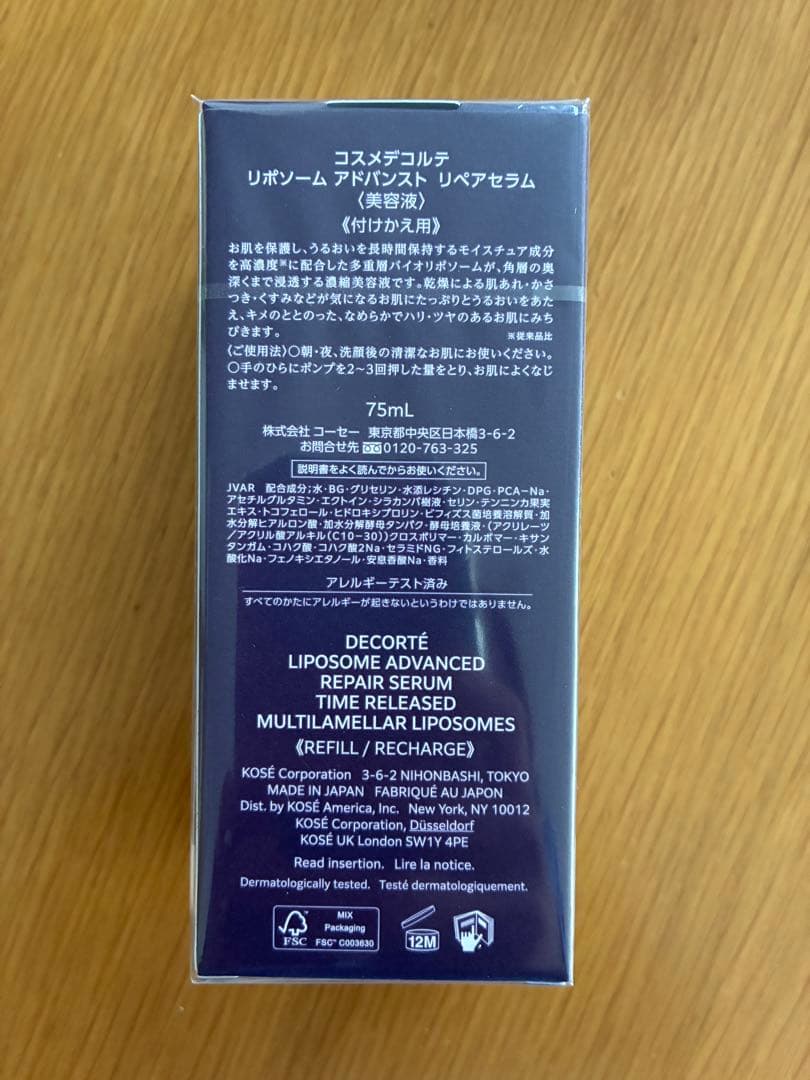 コスメデコルテ
リポソーム アドバンスト リペアセラム
〈美容液〉
《付けかえ用》
お肌を保護し、うるおいを長時間保持するモイスチュア成分
を高濃度※に配合した多重層バイオリポソームが、角層の奥
深くまで浸透する濃縮美容液です。乾燥による肌あれ・かさ
つき・くすみなどが気になるお肌にたっぷりとうるおいをあた
え、キメのととのった、なめらかでハリ・ツヤのあるお肌にみち
びきます。 ※従来品比
〈ご使用法〉○朝・夜、洗顔後の清潔なお肌にお使いください。
○手のひらにポンプを2〜3回押した量をとり、お肌によくなじ
ませます。
75mL
株式会社 コーセー 東京都中央区日本橋3-6-2
お問合せ先 0120-763-325
説明書をよく読んでからお使いください。
JVAR 配合成分;水・BG・グリセリン・水添レシチン・DPG・PCA-Na・
アセチルグルタミン・エクトイン・シラカンバ樹液・セリン・テンニンカ果実
エキス・トコフェロール・ヒドロキシプロリン・ビフィズス菌培養溶解質・加
水分解ヒアルロン酸・加水分解酵母タンパク・酵母培養液・(アクリレーツ
/アクリル酸アルキル(C10-30))クロスポリマー・カルボマー・キサン
タンガム・コハク酸・コハク酸2Na・セラミドNG・フィトステロールズ・水
酸化Na・フェノキシエタノール・安息香酸Na・香料
アレルギーテスト済み
すべてのかたにアレルギーが起きないというわけではありません。
DECORTÉ
LIPOSOME ADVANCED
REPAIR SERUM
TIME RELEASED
MULTILAMELLAR LIPOSOMES
《REFILL / RECHARGE》
KOSÉ Corporation 3-6-2 NIHONBASHI, TOKYO
MADE IN JAPAN FABRIQUÉ AU JAPON
Dist. by KOSÉ America, Inc. New York, NY 10012
KOSÉ Corporation, Düsseldorf
KOSÉ UK London SW1Y 4PE
Read insertion. Lire la notice.
Dermatologically tested. Testé dermatologiquement.
MIX
Packaging
FSC™ C003630
FSC
12M